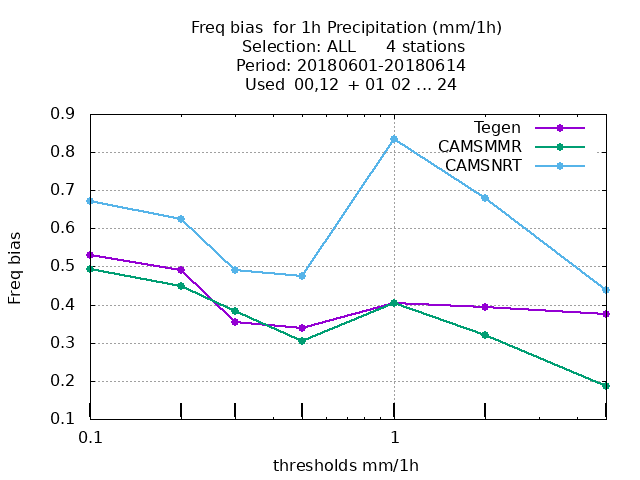 Freq bias  for 1h Precipitation (mm/1h)
Selection: ALL      4 stations
Period: 20180601-20180614
Used  00,12  + 01 02 ... 24
0.9
0.8
0.7
0.6
0.5
0.4
0.3
0.2
0.1
Freq bias
Tegen
CAMSMMR
CAMSNRT
0.1
1
thresholds mm/1h